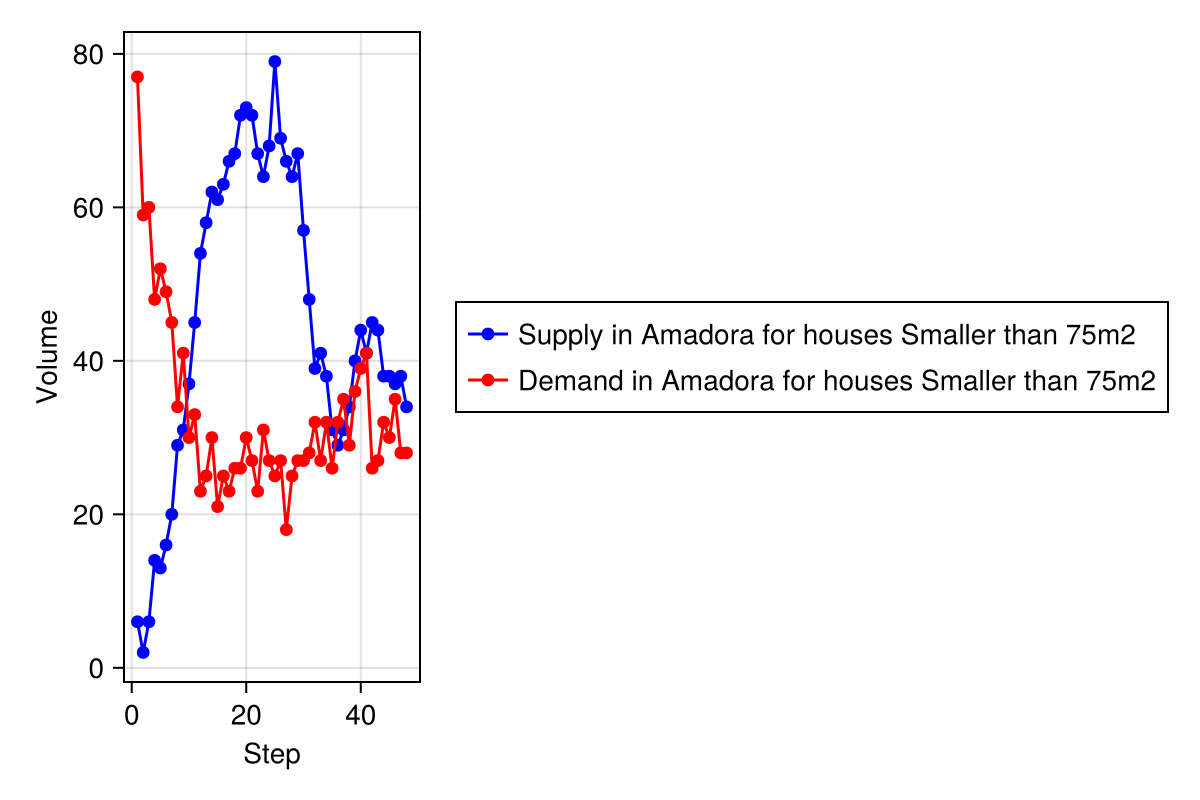 80
60
40
20
0
Volume
0 20 40
Step
Supply in Amadora for houses Smaller than 75m2
Demand in Amadora for houses Smaller than 75m2